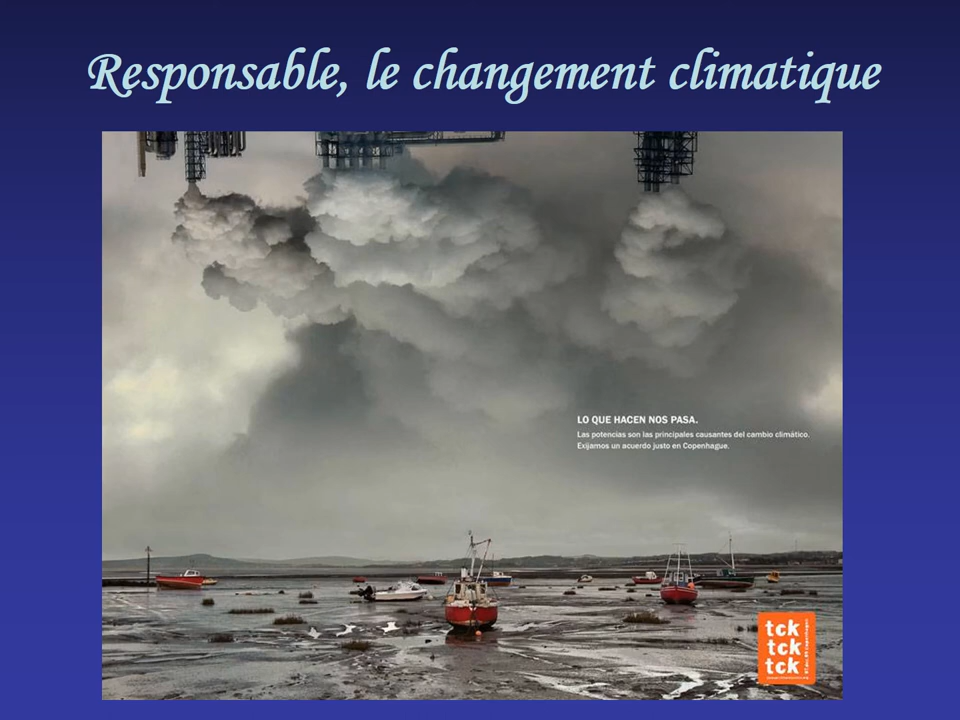 Responsable, le changement climatique
LO QUE HACEN NOS PASA.
Las potencias son las principales causantes del cambio climático.
Exijamos un acuerdo justo en Copenhague.
tck
tck
tck